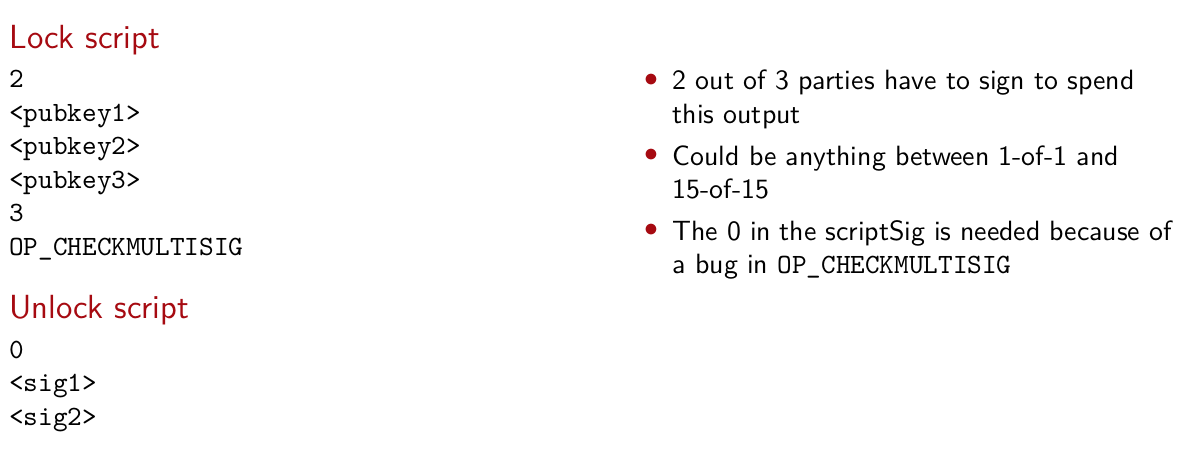 Lock script
2
<pubkey1>
<pubkey2>
<pubkey3>
3
OP_CHECKMULTISIG
Unlock script
0
<sig1>
<sig2>
• 2 out of 3 parties have to sign to spend
this output
• Could be anything between 1-of-1 and
15-of-15
• The 0 in the scriptSig is needed because of
a bug in OP_CHECKMULTISIG